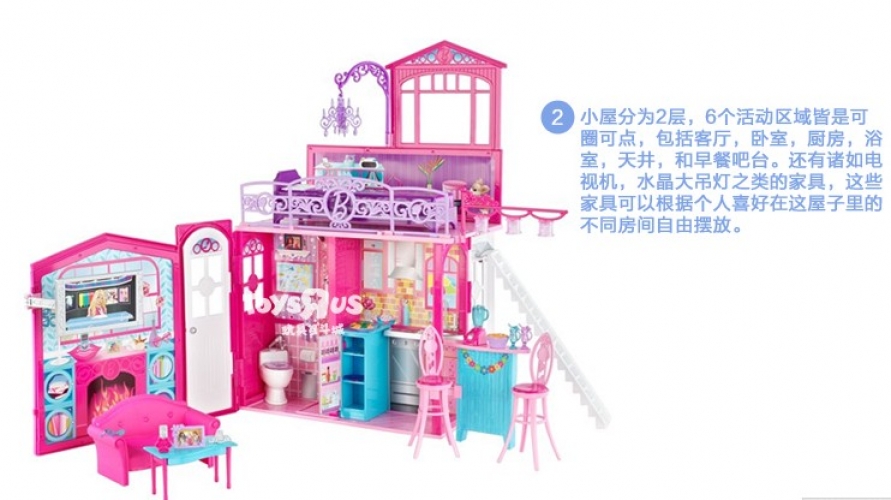 2
小屋分为2层，6个活动区域皆是可
圈可点，包括客厅，卧室，厨房，浴
室，天井，和早餐吧台。还有诸如电
视机，水晶大吊灯之类的家具，这些
家具可以根据个人喜好在这屋子里的
不同房间自由摆放。
toysЯus
玩具反斗城
B